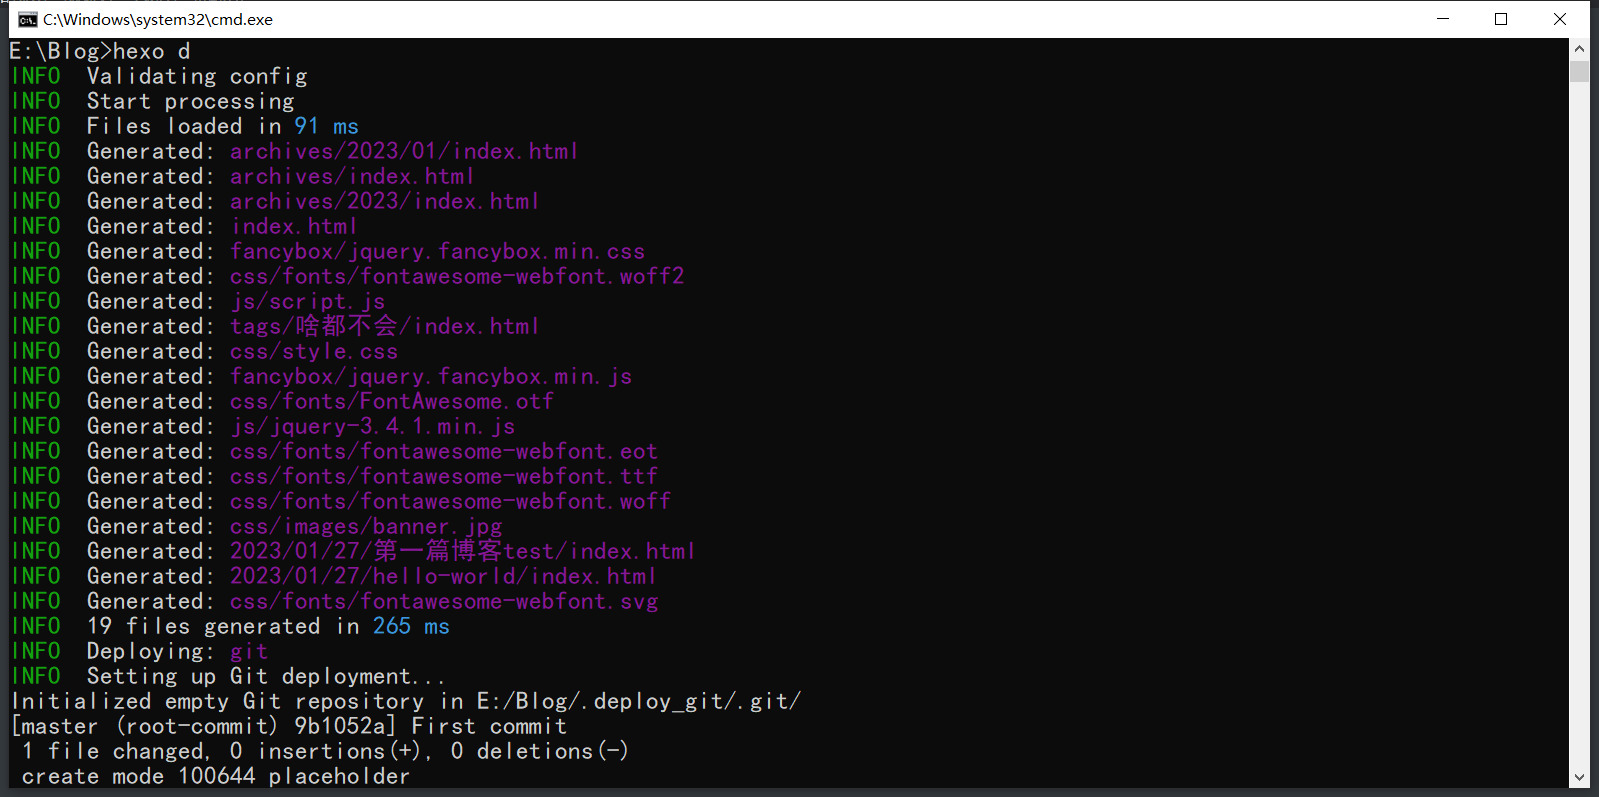 C:\Windows\system32\cmd.exe
E:\Blog>hexo d
INFO  Validating config
INFO  Start processing
INFO  Files loaded in 91 ms
INFO  Generated: archives/2023/01/index.html
INFO  Generated: archives/index.html
INFO  Generated: archives/2023/index.html
INFO  Generated: index.html
INFO  Generated: fancybox/jquery.fancybox.min.css
INFO  Generated: css/fonts/fontawesome-webfont.woff2
INFO  Generated: js/script.js
INFO  Generated: tags/啥都不会/index.html
INFO  Generated: css/style.css
INFO  Generated: fancybox/jquery.fancybox.min.js
INFO  Generated: css/fonts/FontAwesome.otf
INFO  Generated: js/jquery-3.4.1.min.js
INFO  Generated: css/fonts/fontawesome-webfont.eot
INFO  Generated: css/fonts/fontawesome-webfont.ttf
INFO  Generated: css/fonts/fontawesome-webfont.woff
INFO  Generated: css/images/banner.jpg
INFO  Generated: 2023/01/27/第一篇博客test/index.html
INFO  Generated: 2023/01/27/hello-world/index.html
INFO  Generated: css/fonts/fontawesome-webfont.svg
INFO  19 files generated in 265 ms
INFO  Deploying: git
INFO  Setting up Git deployment...
Initialized empty Git repository in E:/Blog/.deploy_git/.git/
[master (root-commit) 9b1052a] First commit
 1 file changed, 0 insertions(+), 0 deletions(-)
 create mode 100644 placeholder